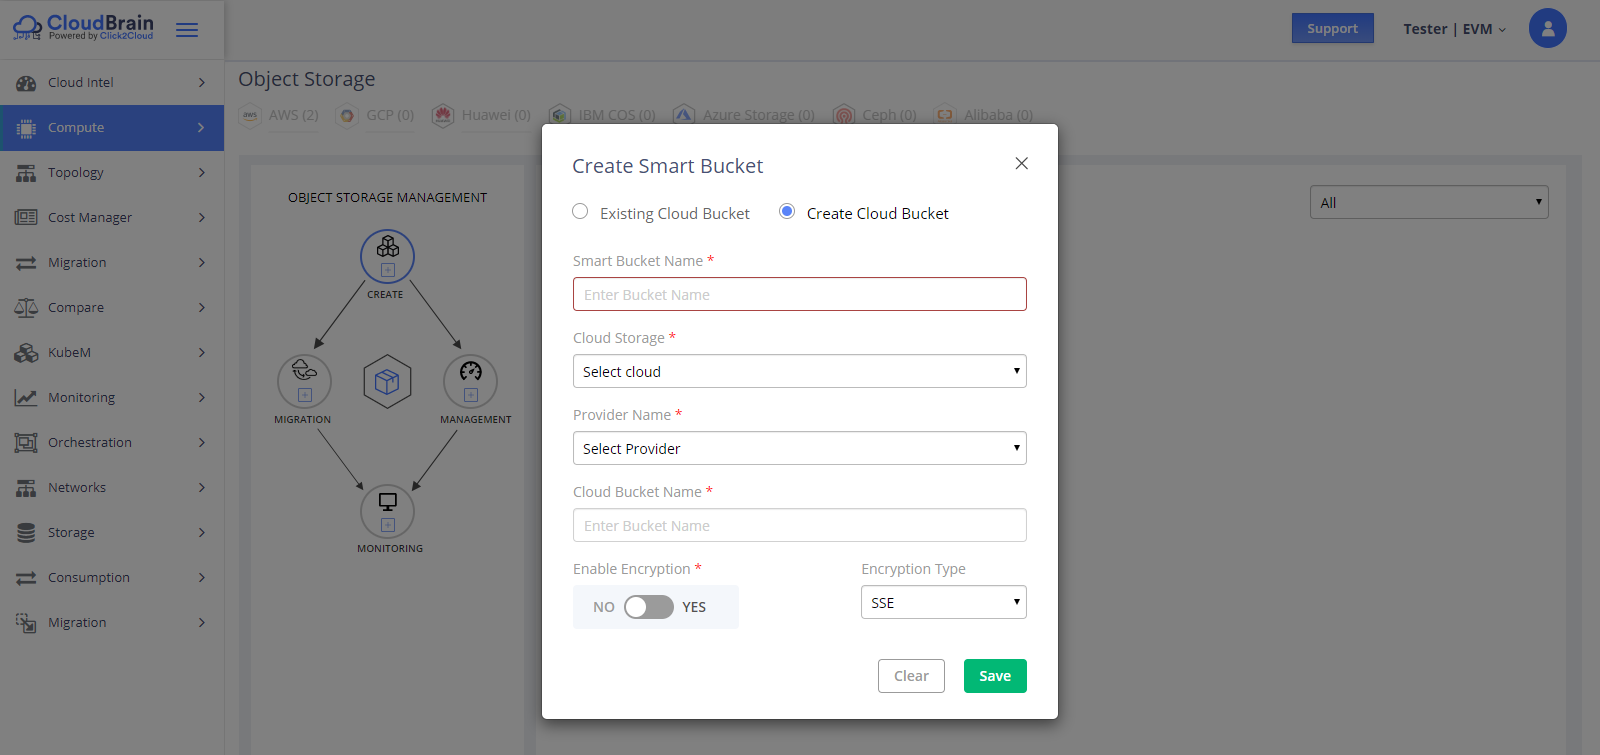 CloudBrain
Powered by Click2Cloud
Support
Tester | EVM
Cloud Intel
Compute
Topology
Cost Manager
Migration
Compare
KubeM
Monitoring
Orchestration
Networks
Storage
Consumption
Migration
Object Storage
aws AWS (2)
GCP (0)
Huawei (0)
IBM COS (0)
Azure Storage (0)
Ceph (0)
Alibaba (0)
OBJECT STORAGE MANAGEMENT
CREATE
MIGRATION
MANAGEMENT
MONITORING
All
Create Smart Bucket
Existing Cloud Bucket
Create Cloud Bucket
Smart Bucket Name *
Enter Bucket Name
Cloud Storage *
Select cloud
Provider Name *
Select Provider
Cloud Bucket Name *
Enter Bucket Name
Enable Encryption *
NO YES
Encryption Type
SSE
Clear
Save